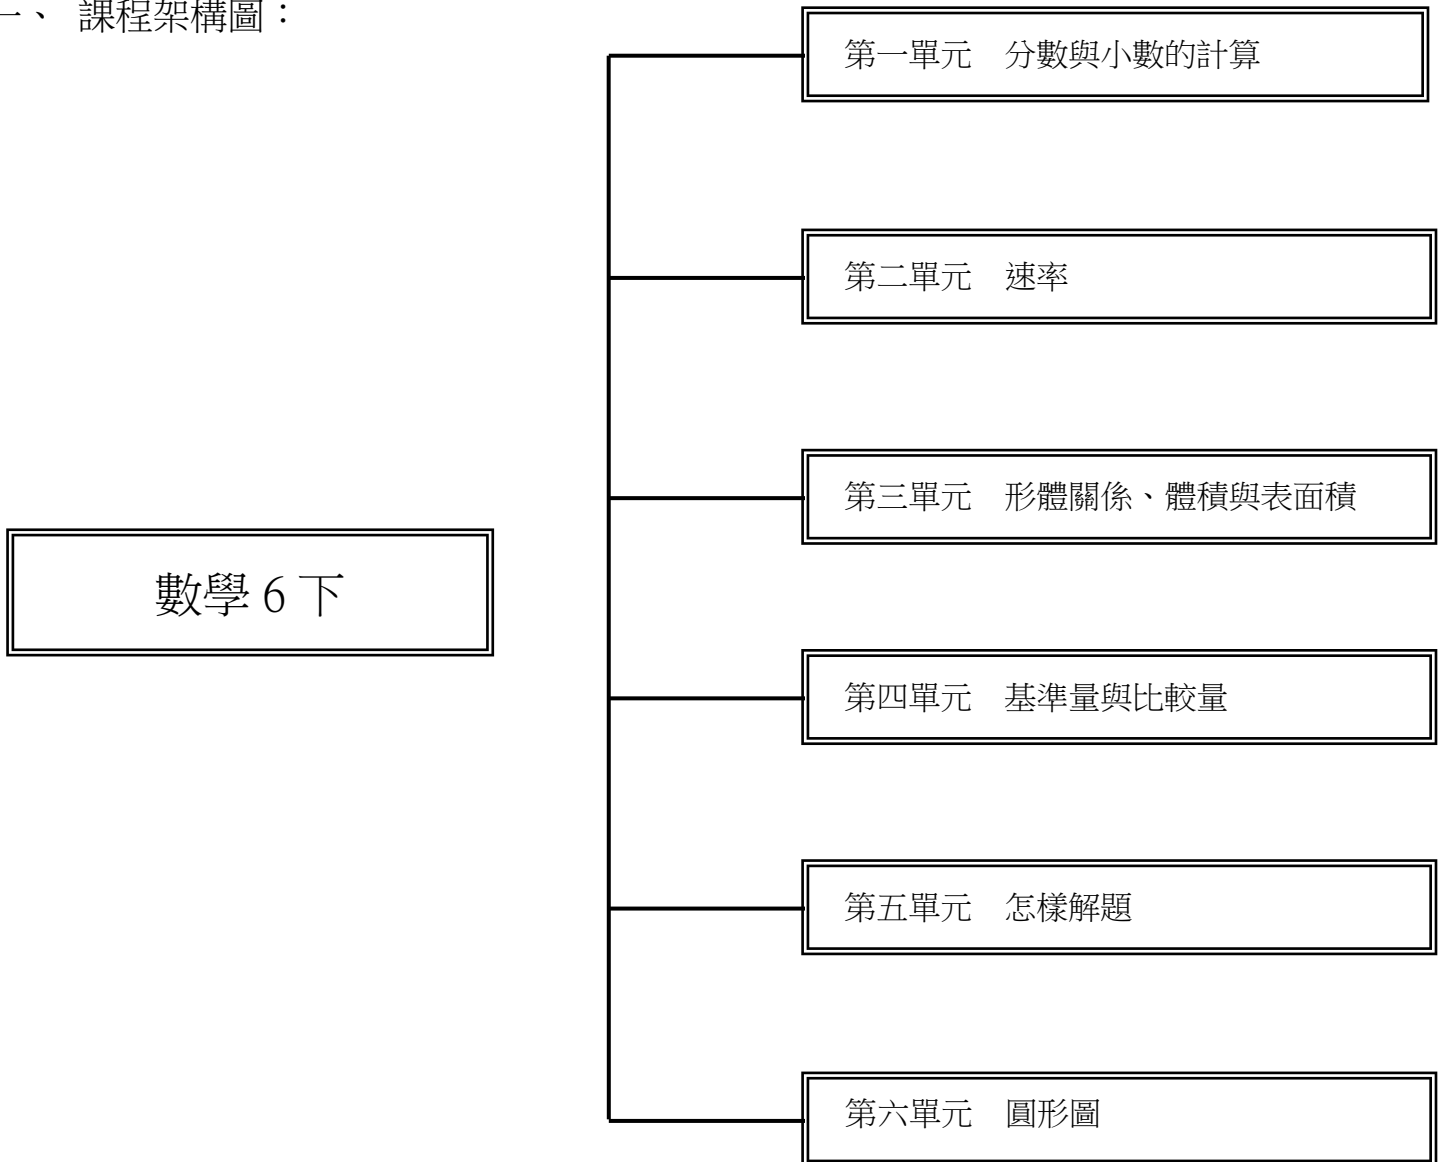 一、 課程架構圖：
第一單元　分數與小數的計算
第二單元　速率
第三單元　形體關係、體積與表面積
數學 6 下
第四單元　基準量與比較量
第五單元　怎樣解題
第六單元　圓形圖